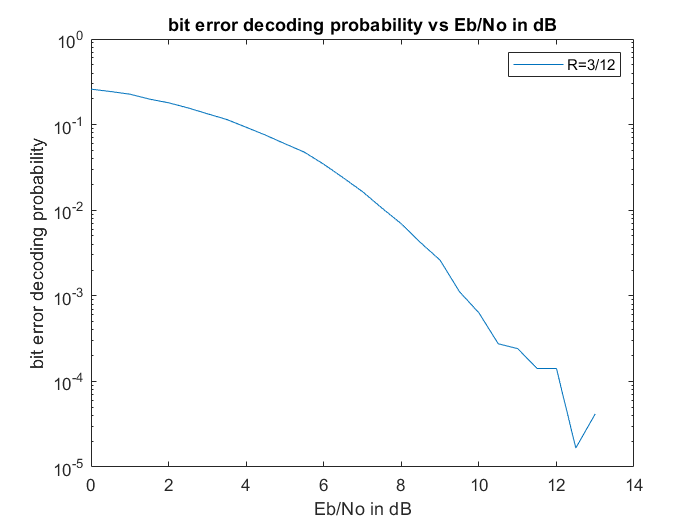 bit error decoding probability vs Eb/No in dB
R=3/12
bit error decoding probability
10^0
10^-1
10^-2
10^-3
10^-4
10^-5
0 2 4 6 8 10 12 14
Eb/No in dB